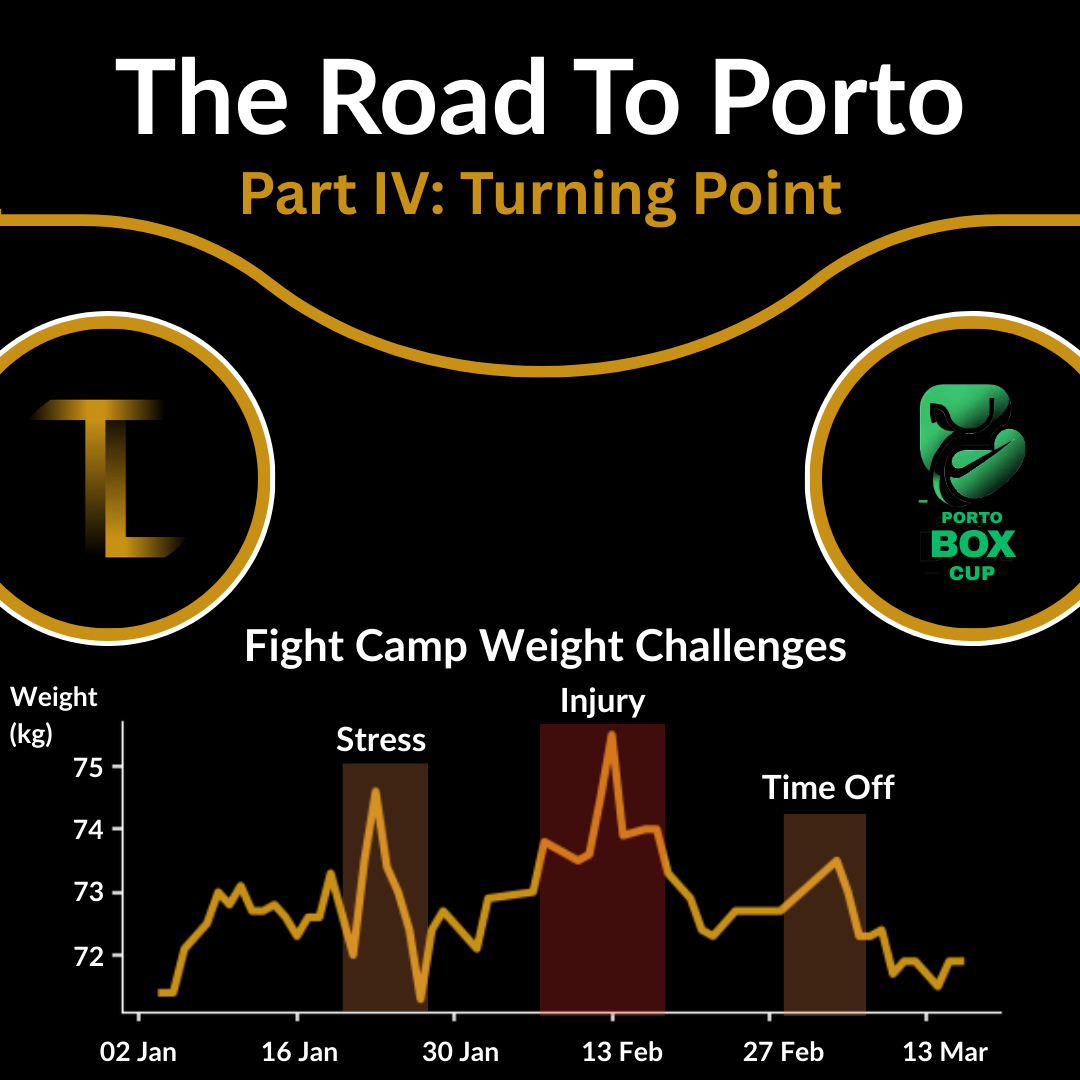 The Road To Porto
Part IV: Turning Point
TL
PORTO
BOX
CUP
Fight Camp Weight Challenges
Weight
(kg)
Injury
Stress
Time Off
75
74
73
72
02 Jan
16 Jan
30 Jan
13 Feb
27 Feb
13 Mar